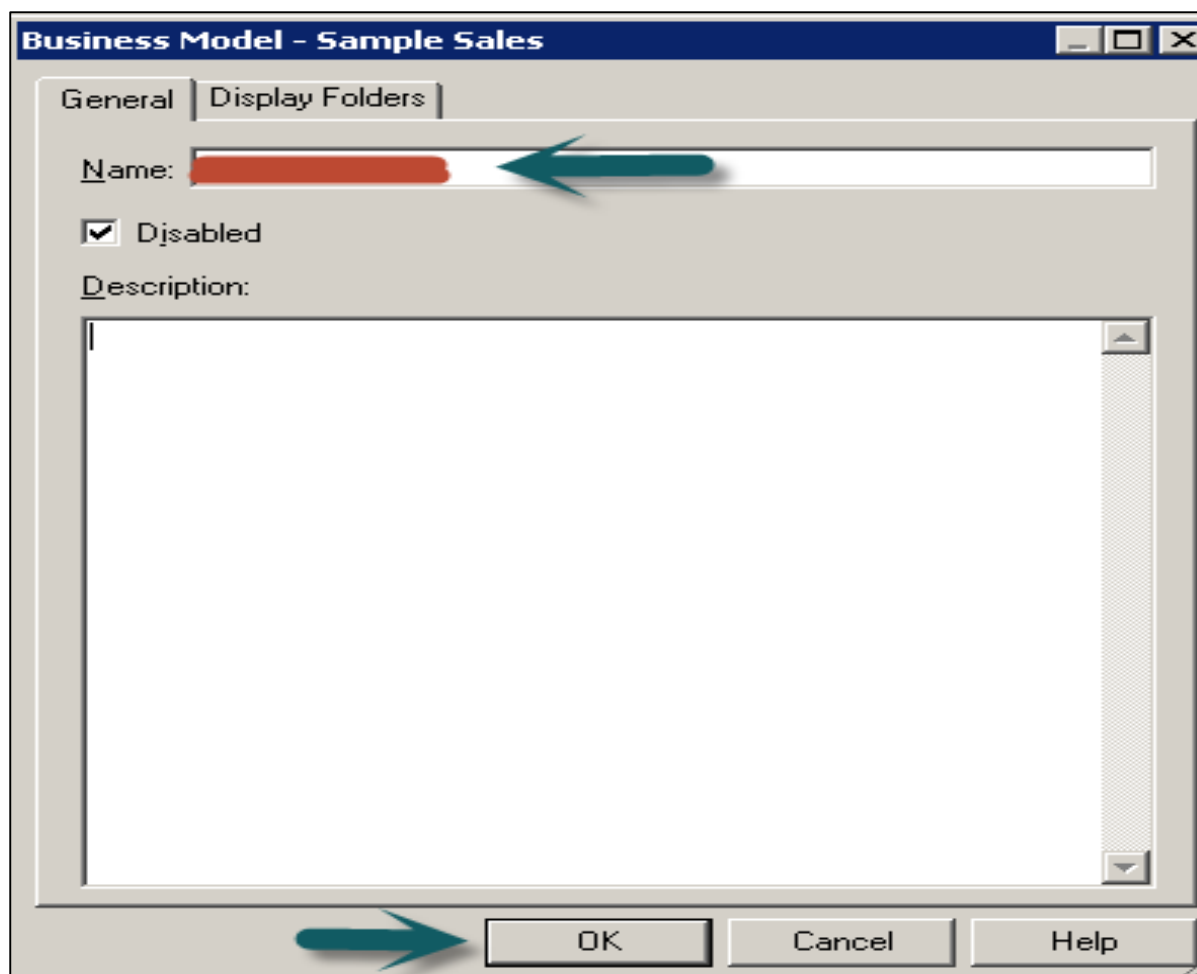 Business Model - Sample Sales
General Display Folders
Name:
Disabled
Description:
OK Cancel Help